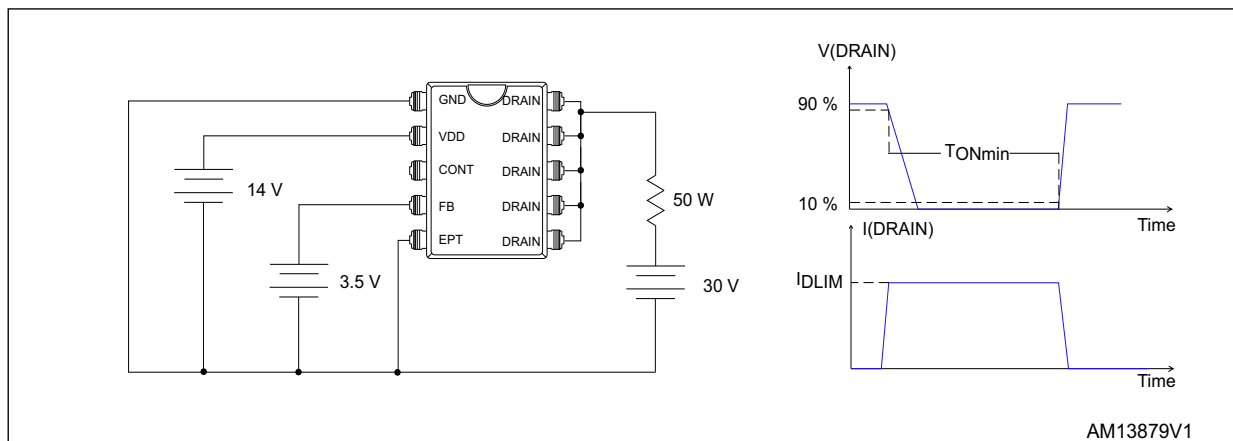 GND DRAIN
VDD DRAIN
CONT DRAIN
FB DRAIN
EPT DRAIN
14 V
3.5 V
50 W
30 V
V(DRAIN)
90 %
TONmin
10 %
Time
I(DRAIN)
IDLIM
Time
AM13879V1